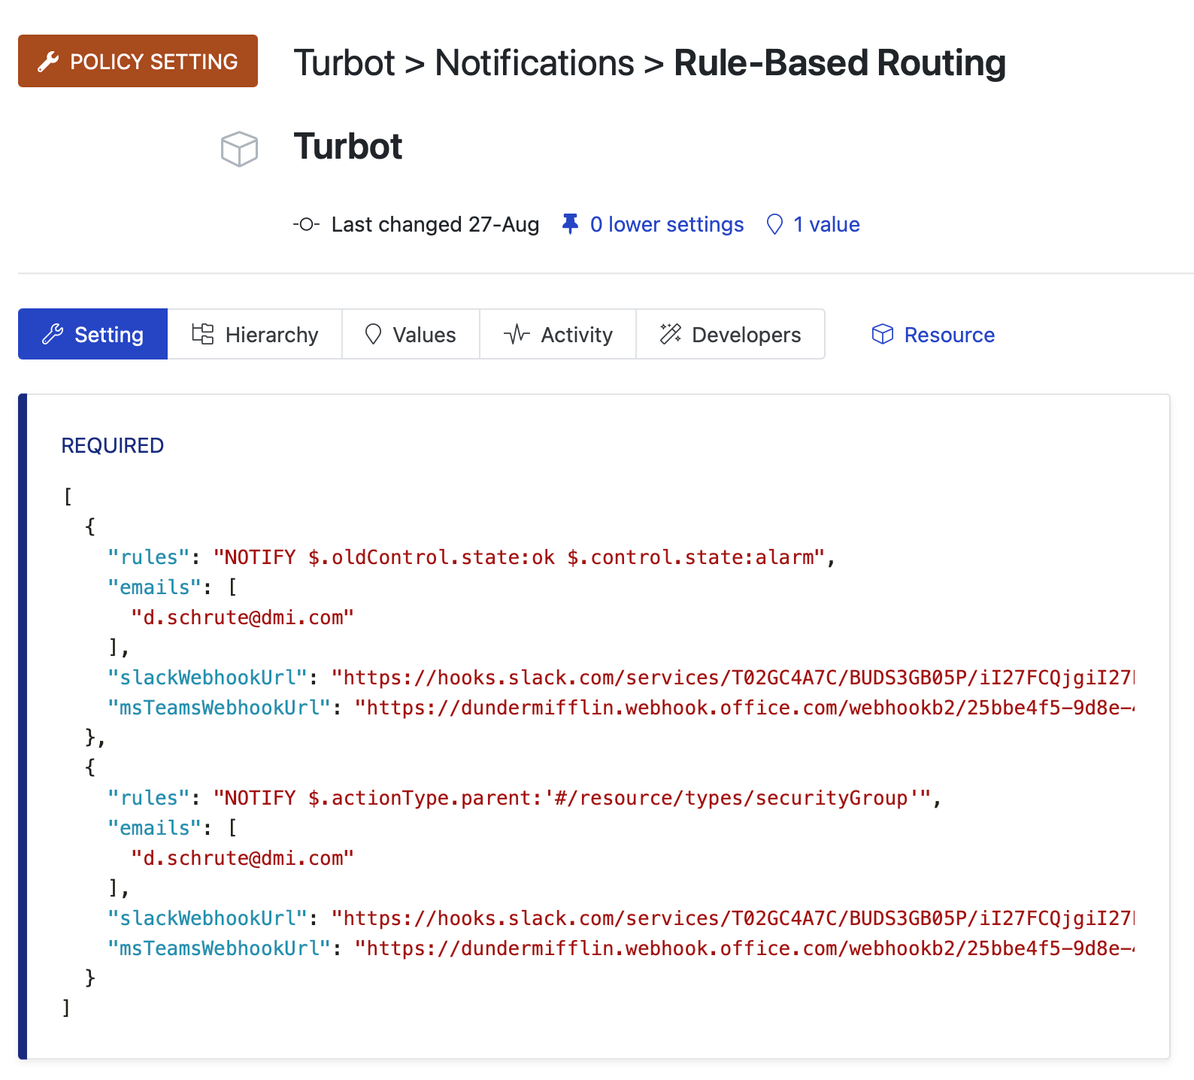 POLICY SETTING
Turbot > Notifications > Rule-Based Routing
Turbot
Last changed 27-Aug 0 lower settings 1 value
Setting Hierarchy Values Activity Developers Resource
REQUIRED
[
{
"rules": "NOTIFY $.oldControl.state:ok $.control.state:alarm",
"emails": [
"d.schrute@dmi.com"
],
"slackWebhookUrl": "https://hooks.slack.com/services/T02GC4A7C/BUDS3GB05P/iI27FCQjgiI27
"msTeamsWebhookUrl": "https://dundermifflin.webhook.office.com/webhookb2/25bbe4f5-9d8e-
},
{
"rules": "NOTIFY $.actionType.parent:'#/resource/types/securityGroup'",
"emails": [
"d.schrute@dmi.com"
],
"slackWebhookUrl": "https://hooks.slack.com/services/T02GC4A7C/BUDS3GB05P/iI27FCQjgiI27
"msTeamsWebhookUrl": "https://dundermifflin.webhook.office.com/webhookb2/25bbe4f5-9d8e-
}
]